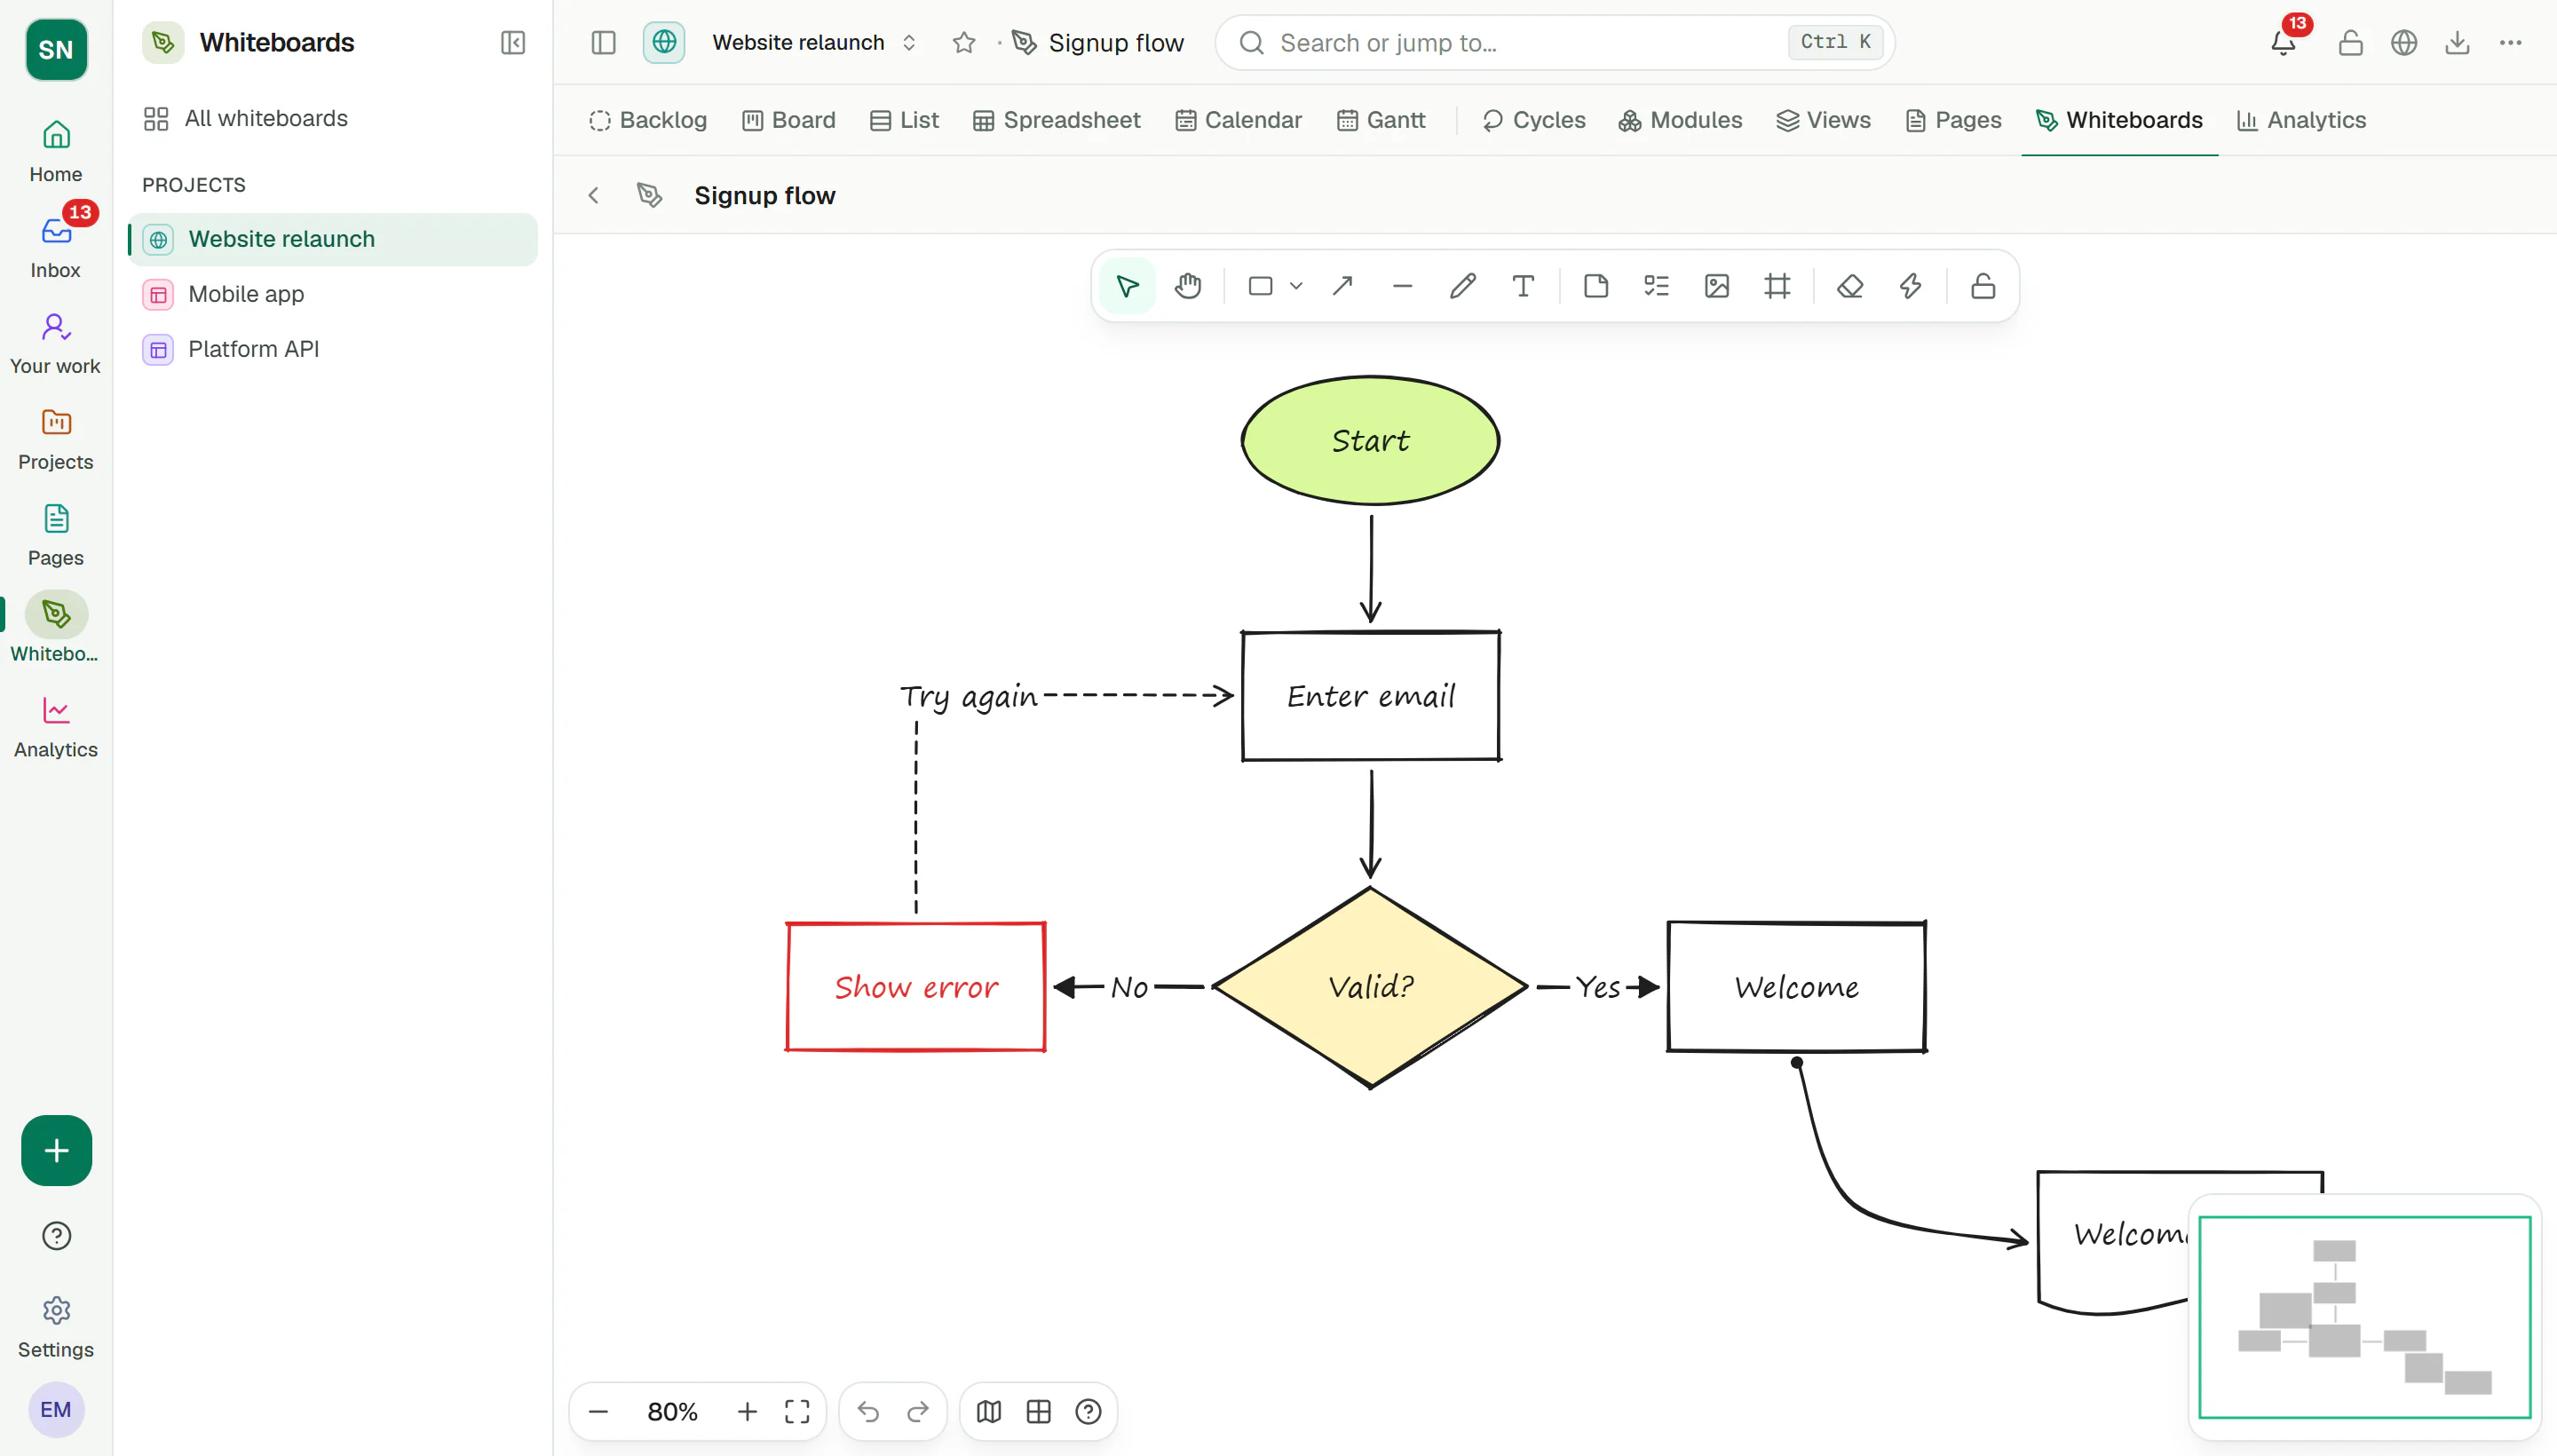 SN
Home
13
Inbox
Your work
Projects
Pages
Whitebo...
Analytics
Settings
EM
Whiteboards
All whiteboards
PROJECTS
Website relaunch
Mobile app
Platform API
Website relaunch
Signup flow
Search or jump to...
Ctrl K
13
Backlog
Board
List
Spreadsheet
Calendar
Gantt
Cycles
Modules
Views
Pages
Whiteboards
Analytics
Signup flow
Start
Try again
Enter email
Show error
No
Valid?
Yes
Welcome
80%